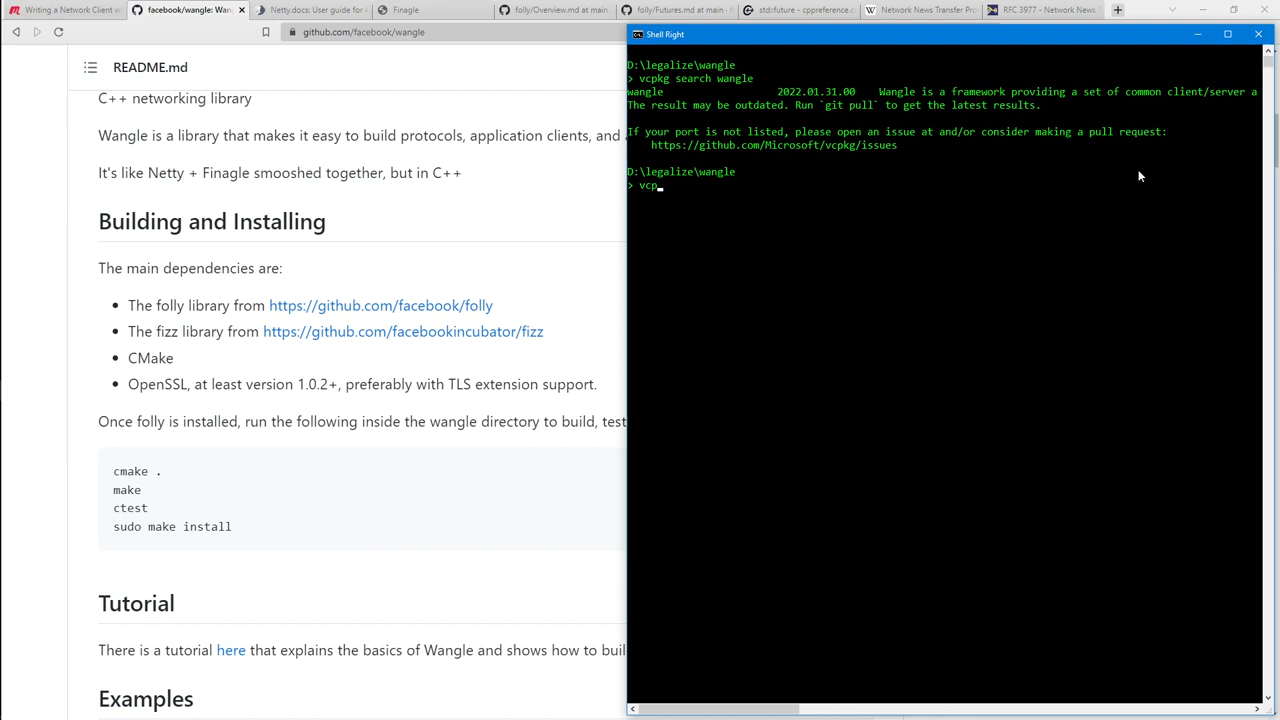 Writing a Network Client wi
facebook/wangle: Wan
Netty.docs: User guide for
Finagle
folly/Overview.md at main
folly/Futures.md at main
std::future - cppreference.c
Network News Transfer Pro
RFC 3977 - Network News
github.com/facebook/wangle
README.md
C++ networking library
Wangle is a library that makes it easy to build protocols, application clients, and
It's like Netty + Finagle smooshed together, but in C++
Building and Installing
The main dependencies are:
The folly library from https://github.com/facebook/folly
The fizz library from https://github.com/facebookincubator/fizz
CMake
OpenSSL, at least version 1.0.2+, preferably with TLS extension support.
Once folly is installed, run the following inside the wangle directory to build, test
cmake .
make
ctest
sudo make install
Tutorial
There is a tutorial here that explains the basics of Wangle and shows how to buil
Examples
Shell Right
D:\legalize\wangle
> vcpkg search wangle
wangle 2022.01.31.00 Wangle is a framework providing a set of common client/server a
The result may be outdated. Run `git pull` to get the latest results.
If your port is not listed, please open an issue at and/or consider making a pull request:
https://github.com/Microsoft/vcpkg/issues
D:\legalize\wangle
> vcp_